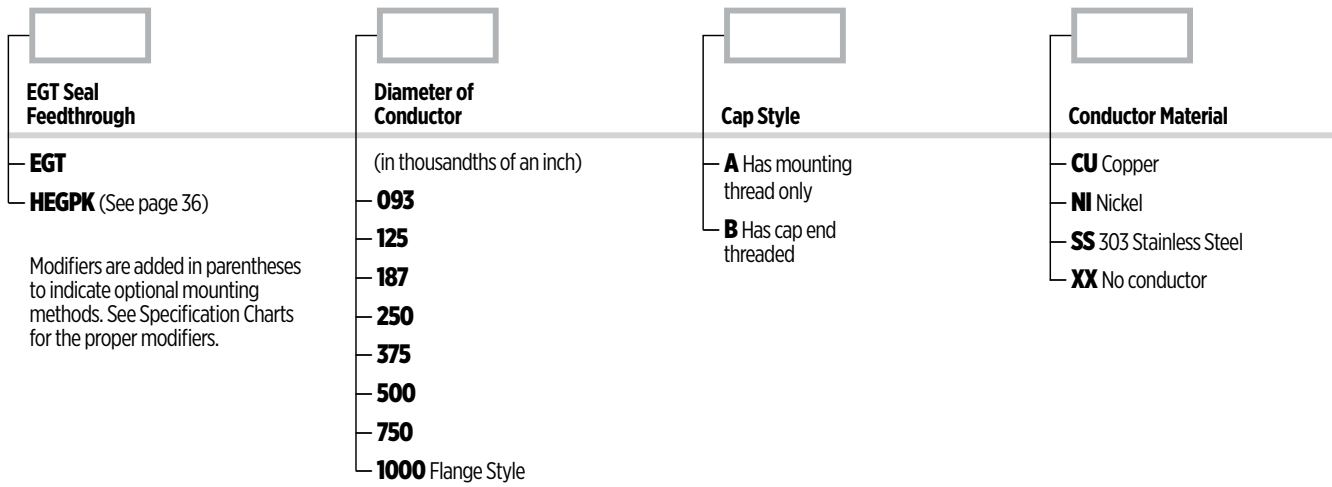 EGT Seal
Feedthrough
EGT
HEGPK (See page 36)
Modifiers are added in parentheses
to indicate optional mounting
methods. See Specification Charts
for the proper modifiers.
Diameter of
Conductor
(in thousandths of an inch)
093
125
187
250
375
500
750
1000 Flange Style
Cap Style
A Has mounting
thread only
B Has cap end
threaded
Conductor Material
CU Copper
NI Nickel
SS 303 Stainless Steel
XX No conductor